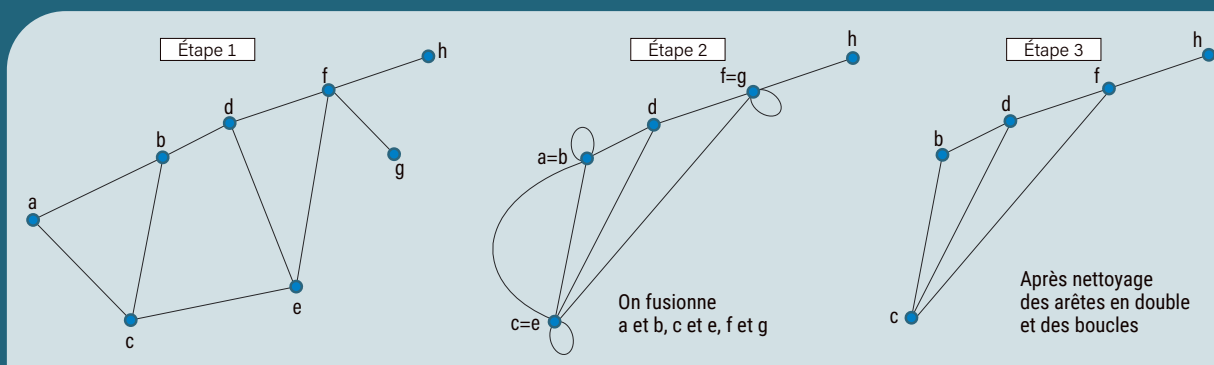 Étape 1
h
f
d
b
g
a
e
c
Étape 2
h
f=g
d
a=b
c=e
On fusionne
a et b, c et e, f et g
Étape 3
h
f
d
b
c
Après nettoyage
des arêtes en double
et des boucles